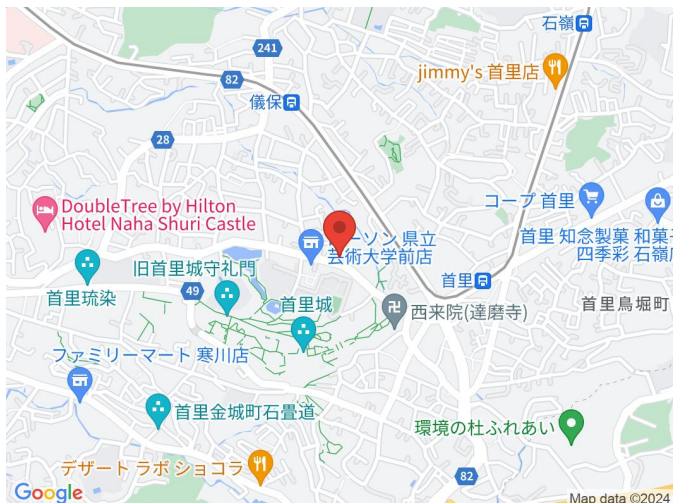 石嶺
241
jimmy's 首里店
82
儀保
28
コープ 首里
DoubleTree by Hilton
Hotel Naha Shuri Castle
首里 知念製菓 和菓子
四季彩 石嶺店
ーソン 県立
芸術大学前店
旧首里城守礼門
首里
首里琉染
49
首里城
西来院(達磨寺)
首里鳥堀町
ファミリーマート 寒川店
首里金城町石畳道
環境の杜ふれあい
デザート ラボ ショコラ
82
Google
Map data ©2024